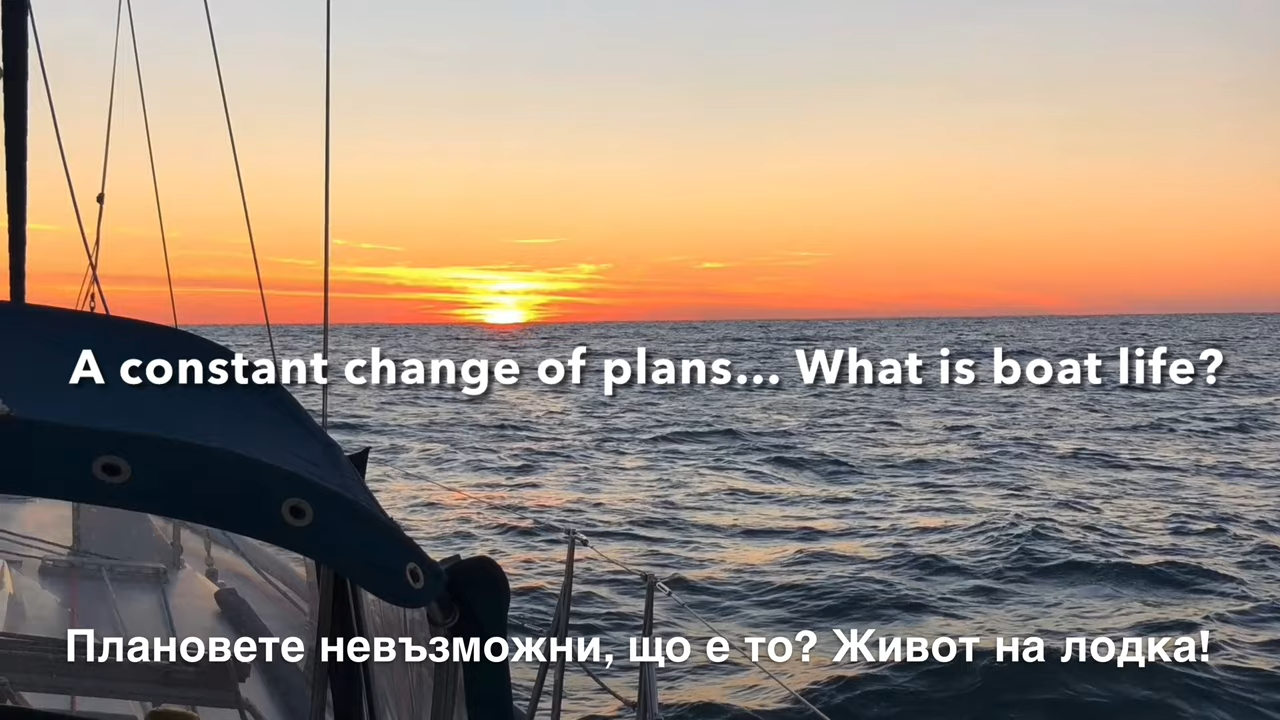 A constant change of plans... What is boat life?
Плановете невъзможни, що е то? Живот на лодка!